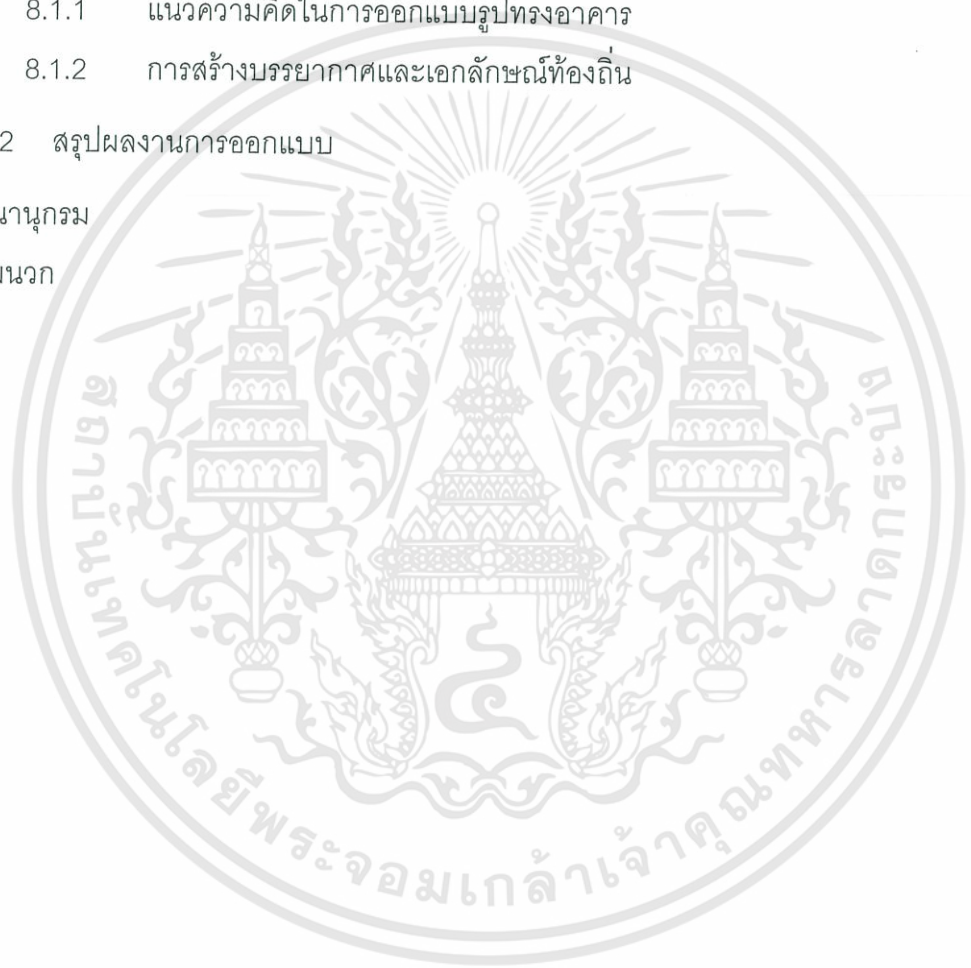 8.1.1 แนวความคิดในการออกแบบรูปทรงอาคาร
8.1.2 การสร้างบรรยากาศและเอกลักษณ์ท้องถิ่น
2 สรุปผลงานการออกแบบ
นานุกรม
นวก
สถาบันเทคโนโลยีพระจอมเกล้าเจ้าคุณทหารลาดกระบัง
๔